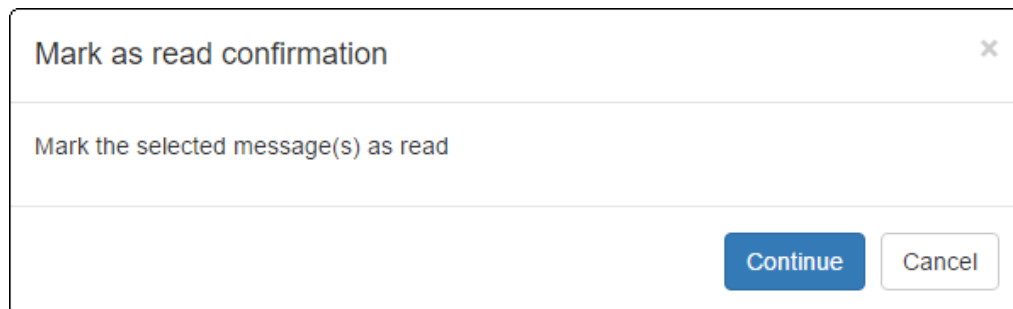 Mark as read confirmation ×
Mark the selected message(s) as read
Continue Cancel